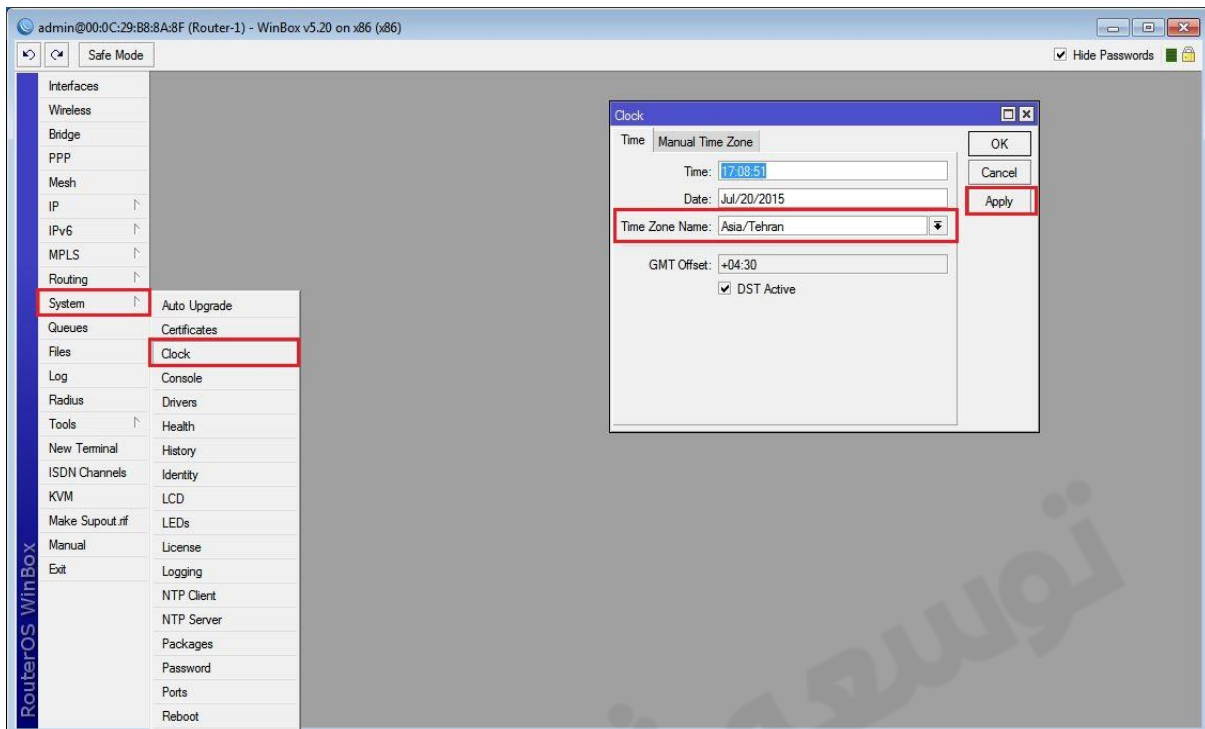 admin@00:0C:29:B8:8A:8F (Router-1) - WinBox v5.20 on x86 (x86)
Safe Mode
Hide Passwords
Interfaces
Wireless
Bridge
PPP
Mesh
IP
IPv6
MPLS
Routing
System
Queues
Files
Log
Radius
Tools
New Terminal
ISDN Channels
KVM
Make Supout.rif
Manual
Exit
RouterOS WinBox
Auto Upgrade
Certificates
Clock
Console
Drivers
Health
History
Identity
LCD
LEDs
License
Logging
NTP Client
NTP Server
Packages
Password
Ports
Reboot
Clock
Time Manual Time Zone
Time: 17:08:51
Date: Jul/20/2015
Time Zone Name: Asia/Tehran
GMT Offset: +04:30
DST Active
OK
Cancel
Apply
توسعه